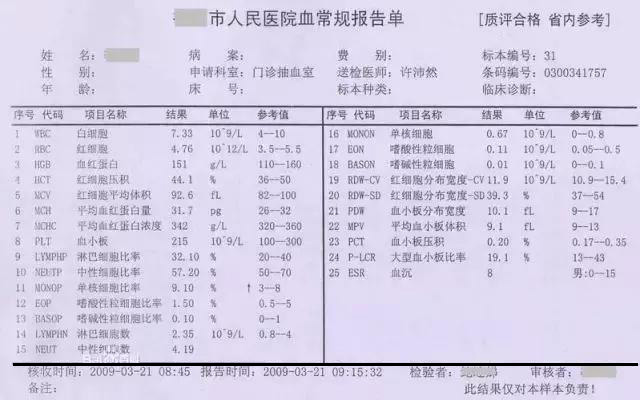 市人民医院血常规报告单 [质评合格 省内参考]
姓 名: 病 案: 费 别: 标本编号: 31
性 别: 申请科室: 门诊抽血室 送检医师: 许沛然 条码编号: 0300341757
年 龄: 床 号: 标本种类: 临床诊断:
序号 代码 项目名称 结果 单位 参考值 序号 代码 项目名称 结果 单位 参考值
1 WBC 白细胞 7.33 10^9/L 4--10 16 MONON 单核细胞 0.67 10^9/L 0--0.8
2 RBC 红细胞 4.76 10^12/L 3.5--5.5 17 EON 嗜酸性粒细胞 0.11 10^9/L 0.05--0.5
3 HGB 血红蛋白 151 g/L 110--160 18 BASON 嗜碱性粒细胞 0.01 10^9/L 0--0.1
4 HCT 红细胞压积 44.1 % 36--50 19 RDW-CV 红细胞分布宽度-CV 11.9 10^9/L 10.9--15.4
5 MCV 红细胞平均体积 92.6 fL 82--100 20 RDW-SD 红细胞分布宽度-SD 39.3 % 37--54
6 MCH 平均血红蛋白量 31.7 pg 26--32 21 PDW 血小板分布宽度 10.1 fL 9--17
7 MCHC 平均血红蛋白浓度 342 g/L 320--360 22 MPV 平均血小板体积 9.1 fL 9--13
8 PLT 血小板 215 10^9/L 100--300 23 PCT 血小板压积 0.20 % 0.17--0.35
9 LYMPHP 淋巴细胞比率 32.10 % 20--40 24 P-LCR 大型血小板比率 19.1 % 13--43
10 NEUTP 中性细胞比率 57.20 % 50--70 25 ESR 血沉 8 男:0--15
11 MONOP 单核细胞比率 9.10 % ↑ 3--8
12 EOP 嗜酸性粒细胞比率 1.50 % 0.5--5
13 BASOP 嗜碱性粒细胞比率 0.10 % 0--1
14 LYMPHN 淋巴细胞数 2.35 10^9/L 0.8--4
15 NEUT 中性细胞数 4.19
核收时间: 2009-03-21 08:45 报告时间: 2009-03-21 09:15:32 检验者: 审核者:
备注: 此结果仅对本样本负责!